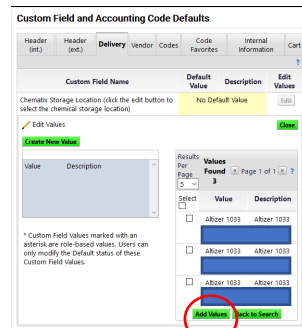 Custom Field and Accounting Code Defaults
Header (int.) Header (ext.) Delivery Vendor Codes Code Favorites Internal Information Cart
?
Custom Field Name Default Value Description Edit Values
Chematix Storage Location (click the edit button to select the chemical storage location) No Default Value Edit
Edit Values Close
Create New Value
Value Description
* Custom Field Values marked with an
asterisk are role-based values. Users can
only modify the Default status of these
Custom Field Values.
Results Per Page 5 Values Found 3 Page 1 of 1 ?
Select Value Description
Altizer 1033 Altizer 1033
Altizer 1033 Altizer 1033
Altizer 1033 Altizer 1033
Add Values Back to Search